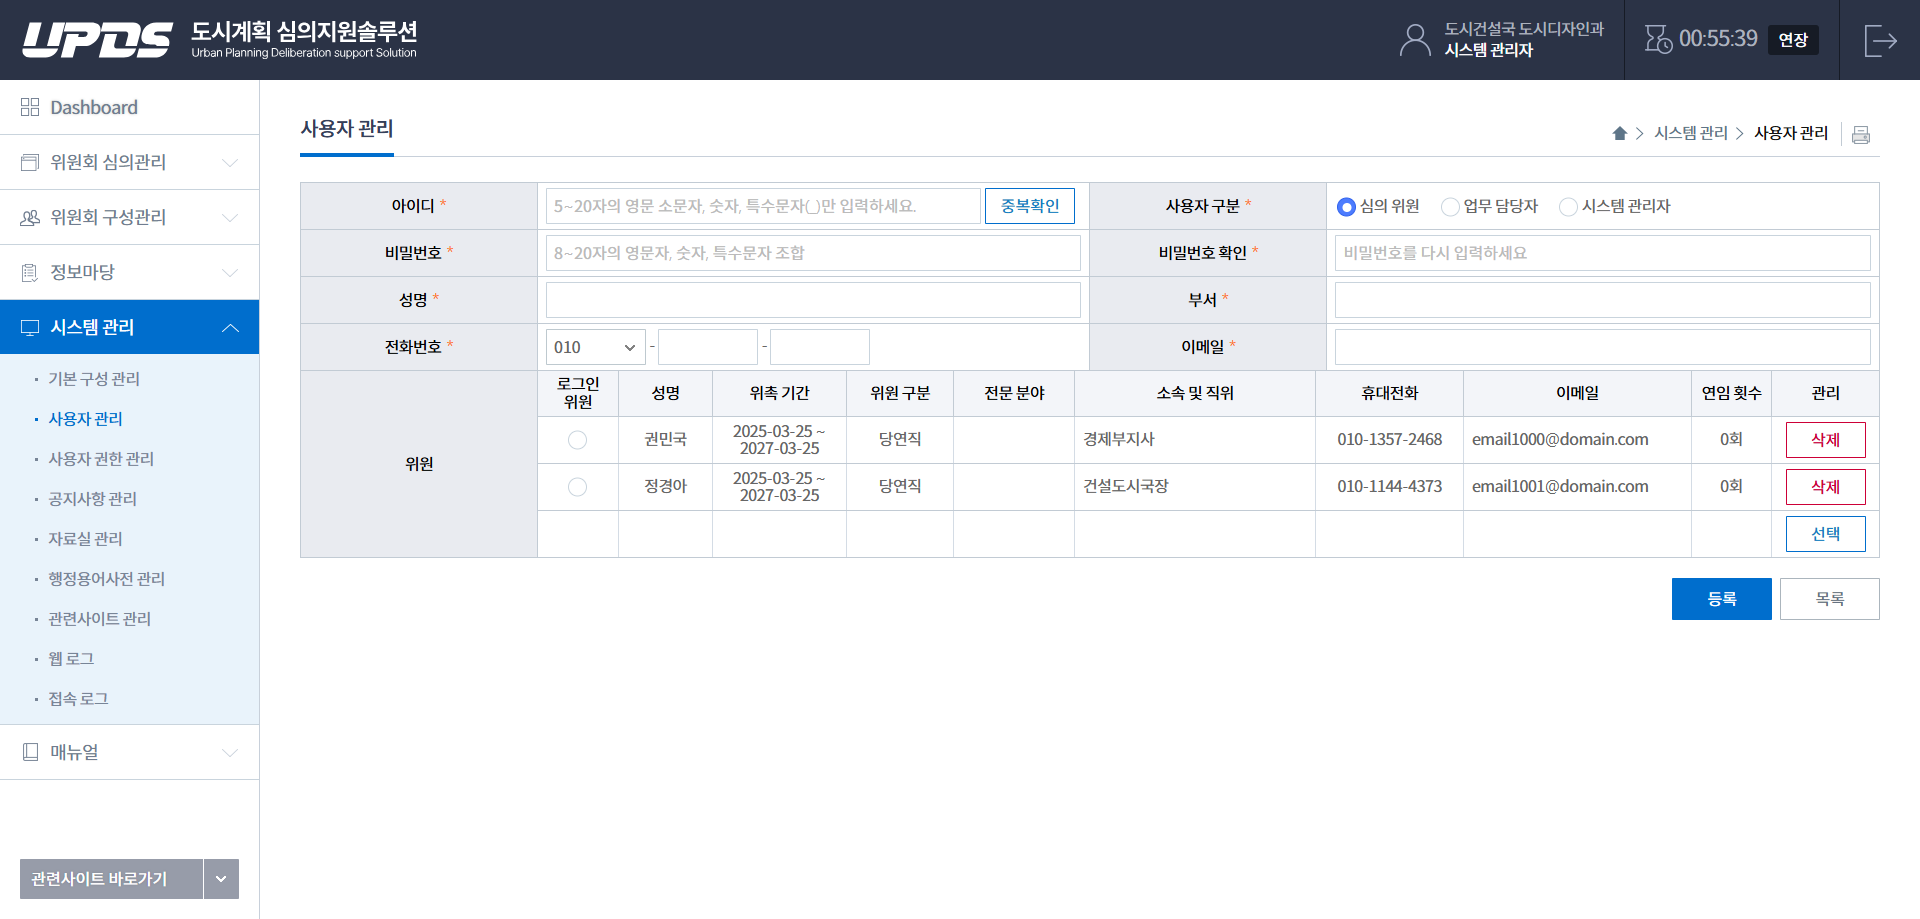 UPDS 도시계획 심의지원솔루션
Urban Planning Deliberation support Solution
도시건설국 도시디자인과
시스템 관리자
00:55:39 연장
Dashboard
위원회 심의관리
위원회 구성관리
정보마당
시스템 관리
기본 구성 관리
사용자 관리
사용자 권한 관리
공지사항 관리
자료실 관리
행정용어사전 관리
관련사이트 관리
웹 로그
접속 로그
매뉴얼
관련사이트 바로가기
사용자 관리
시스템 관리 > 사용자 관리
아이디 * 5~20자의 영문 소문자, 숫자, 특수문자(_)만 입력하세요. 중복확인 사용자 구분 * 심의 위원 업무 담당자 시스템 관리자
비밀번호 * 8~20자의 영문자, 숫자, 특수문자 조합 비밀번호 확인 * 비밀번호를 다시 입력하세요
성명 * 부서 *
전화번호 * 010 - - 이메일 *
위원
로그인 위원 성명 위촉 기간 위원 구분 전문 분야 소속 및 직위 휴대전화 이메일 연임 횟수 관리
권민국 2025-03-25 ~ 2027-03-25 당연직 경제부지사 010-1357-2468 email1000@domain.com 0회 삭제
정경아 2025-03-25 ~ 2027-03-25 당연직 건설도시국장 010-1144-4373 email1001@domain.com 0회 삭제
선택
등록 목록